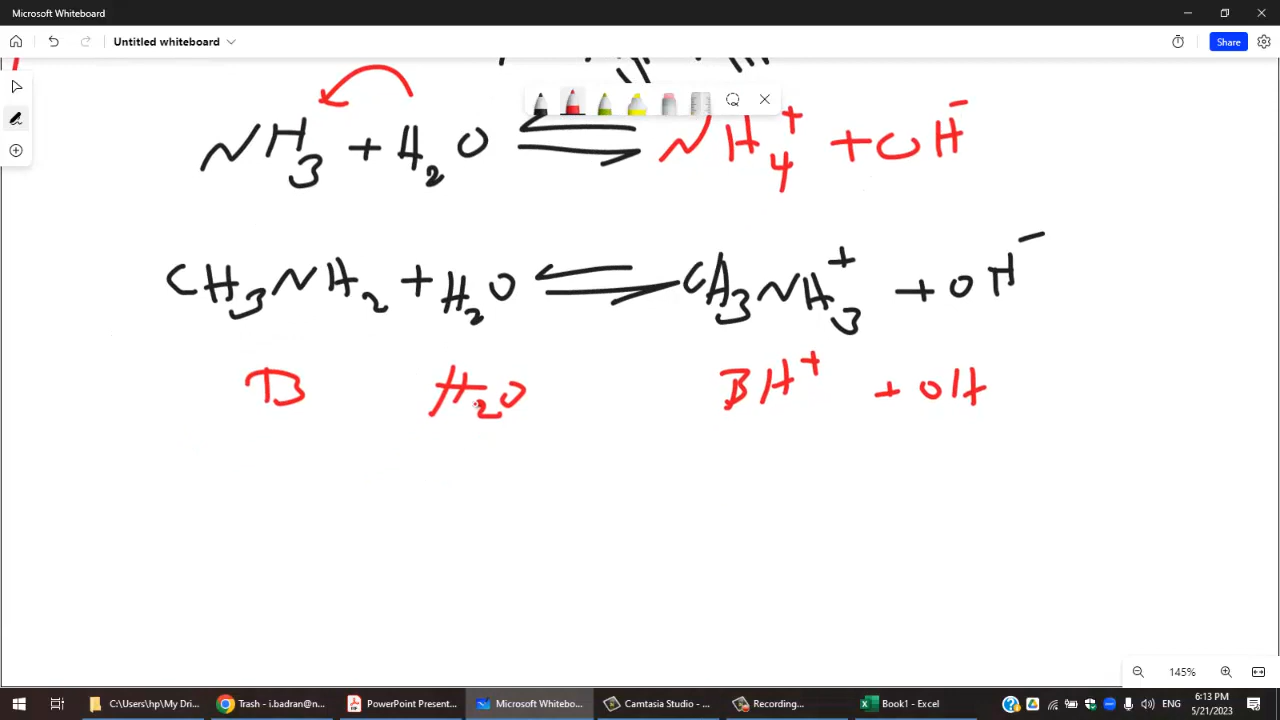 Microsoft Whiteboard
Untitled whiteboard
Share
NH₃ + H₂O ⇌ NH₄⁺ + OH⁻
CH₃NH₂ + H₂O ⇌ CH₃NH₃⁺ + OH⁻
B H₂O BH⁺ + OH
145%
C:\Users\hp\My Dri...
Trash - i.badran@n...
PowerPoint Present...
Microsoft Whitebo...
Camtasia Studio - ...
Recording...
Book1 - Excel
6:13 PM
5/21/2023